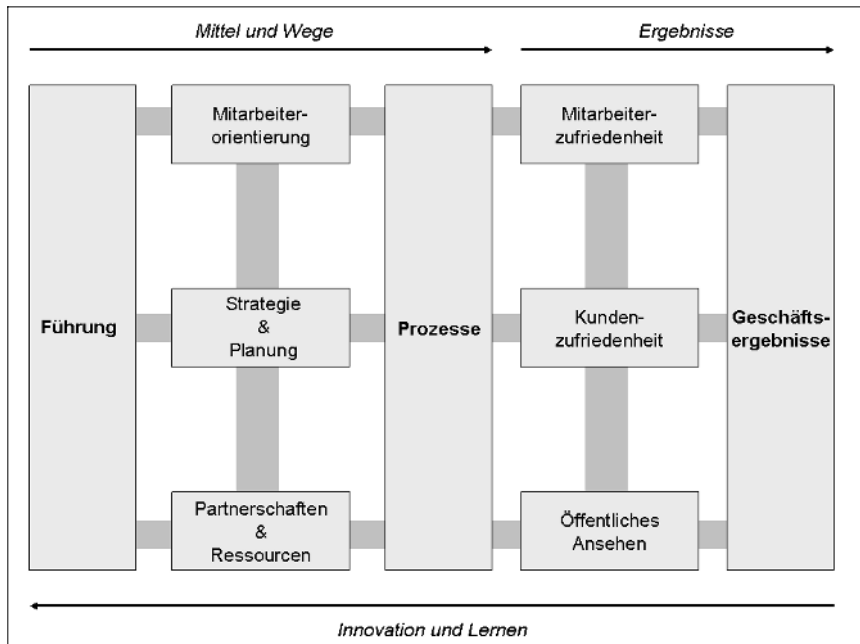 Mittel und Wege
Ergebnisse
Mitarbeiter-
orientierung
Mitarbeiter-
zufriedenheit
Führung
Strategie
&
Planung
Prozesse
Kunden-
zufriedenheit
Geschäfts-
ergebnisse
Partnerschaften
&
Ressourcen
Öffentliches
Ansehen
Innovation und Lernen